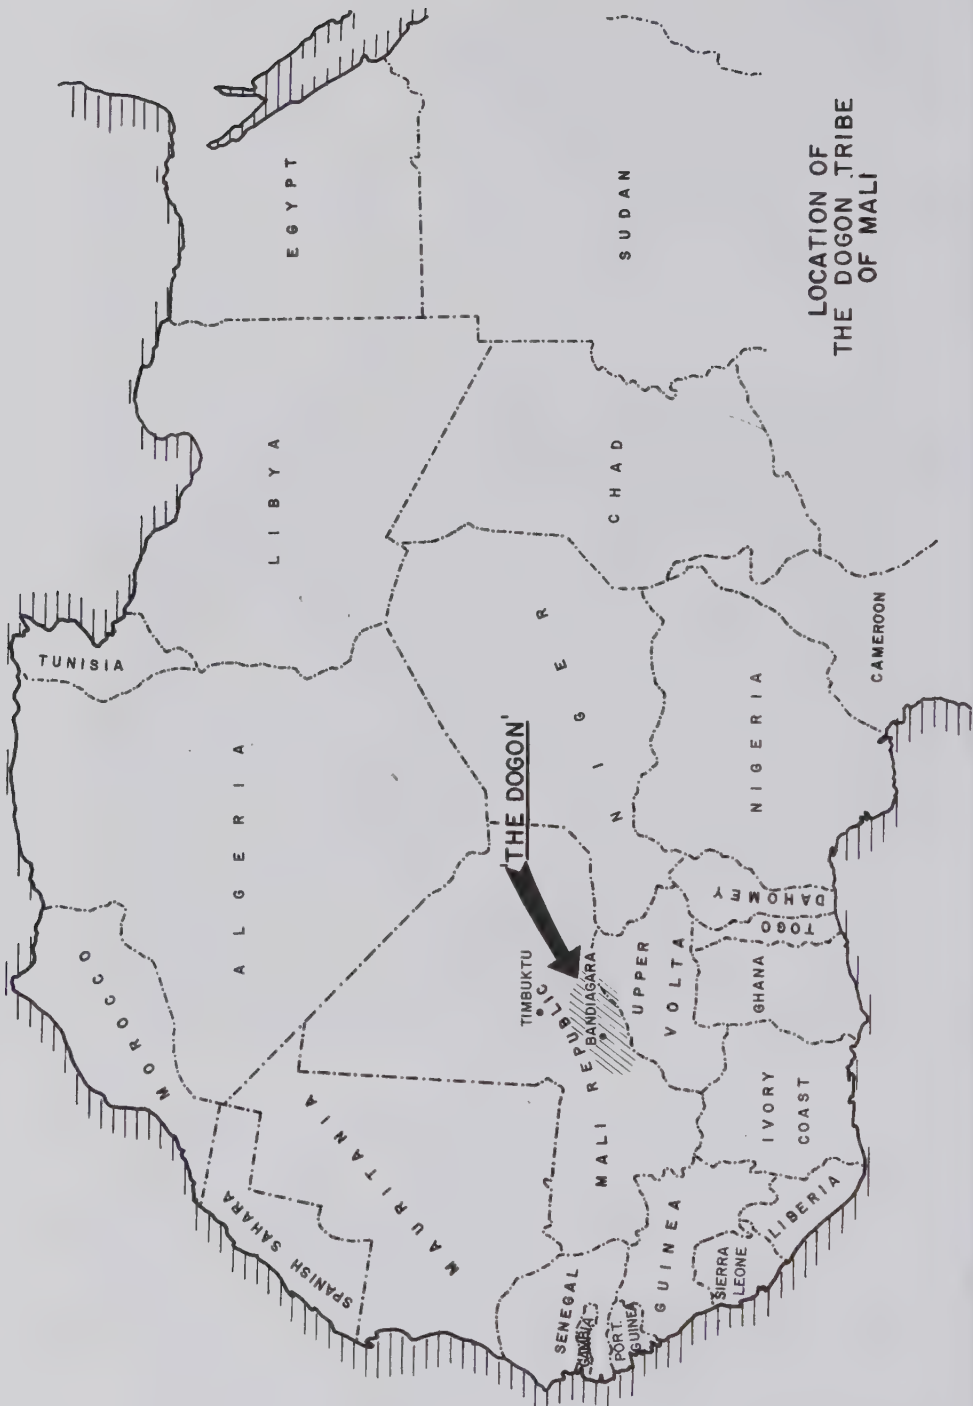 TUNISIA
MOROCCO
ALGERIA
LIBYA
EGYPT
SPANISH SAHARA
MAURITANIA
MALI REPUBLIC
TIMBUKTU
BANDIAGARA
'THE DOGON'
NIGER
CHAD
SUDAN
SENEGAL
GAMBIA
PORT.
GUINEA
GUINEA
SIERRA
LEONE
LIBERIA
IVORY
COAST
UPPER
VOLTA
GHANA
TOGO
DAHOMEY
NIGERIA
CAMEROON
LOCATION OF
THE DOGON TRIBE
OF MALI